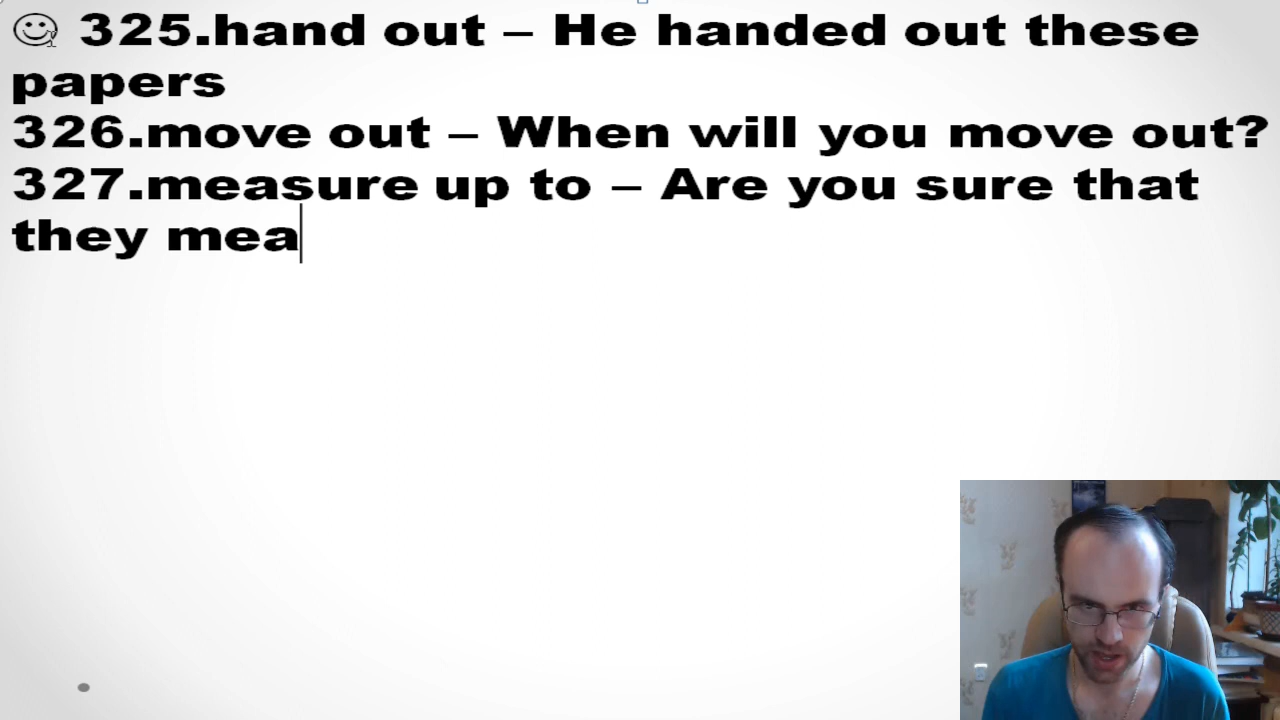 325.hand out – He handed out these
papers
326.move out – When will you move out?
327.measure up to – Are you sure that
they mea